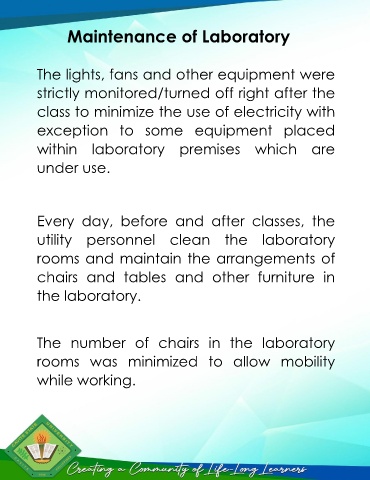 Maintenance of Laboratory
The lights, fans and other equipment were
strictly monitored/turned off right after the
class to minimize the use of electricity with
exception to some equipment placed
within laboratory premises which are
under use.
Every day, before and after classes, the
utility personnel clean the laboratory
rooms and maintain the arrangements of
chairs and tables and other furniture in
the laboratory.
The number of chairs in the laboratory
rooms was minimized to allow mobility
while working.
Creating a Community of Life-Long Learners